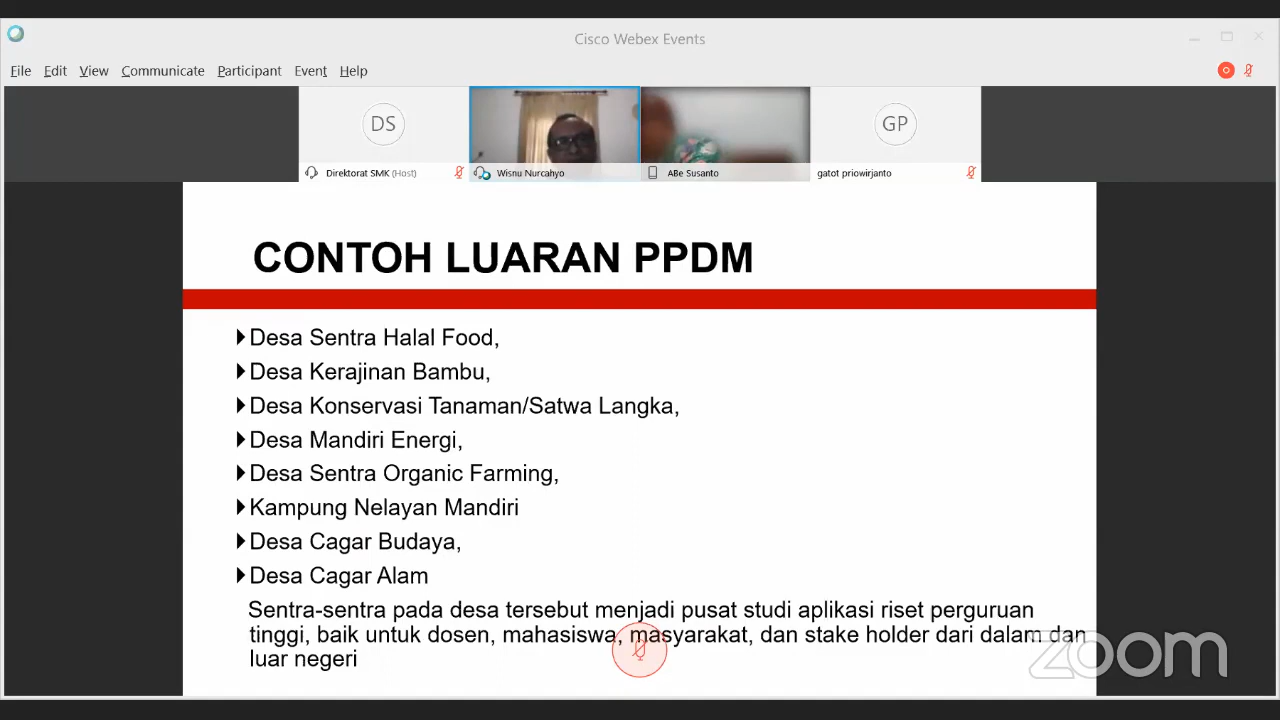 Cisco Webex Events
File Edit View Communicate Participant Event Help
DS
GP
Direktorat SMK (Host)
Wisnu Nurcahyo
ABe Susanto
gatot priowirjanto
CONTOH LUARAN PPDM
Desa Sentra Halal Food,
Desa Kerajinan Bambu,
Desa Konservasi Tanaman/Satwa Langka,
Desa Mandiri Energi,
Desa Sentra Organic Farming,
Kampung Nelayan Mandiri
Desa Cagar Budaya,
Desa Cagar Alam
Sentra-sentra pada desa tersebut menjadi pusat studi aplikasi riset perguruan
tinggi, baik untuk dosen, mahasiswa, masyarakat, dan stake holder dari dalam dan
luar negeri
zoom